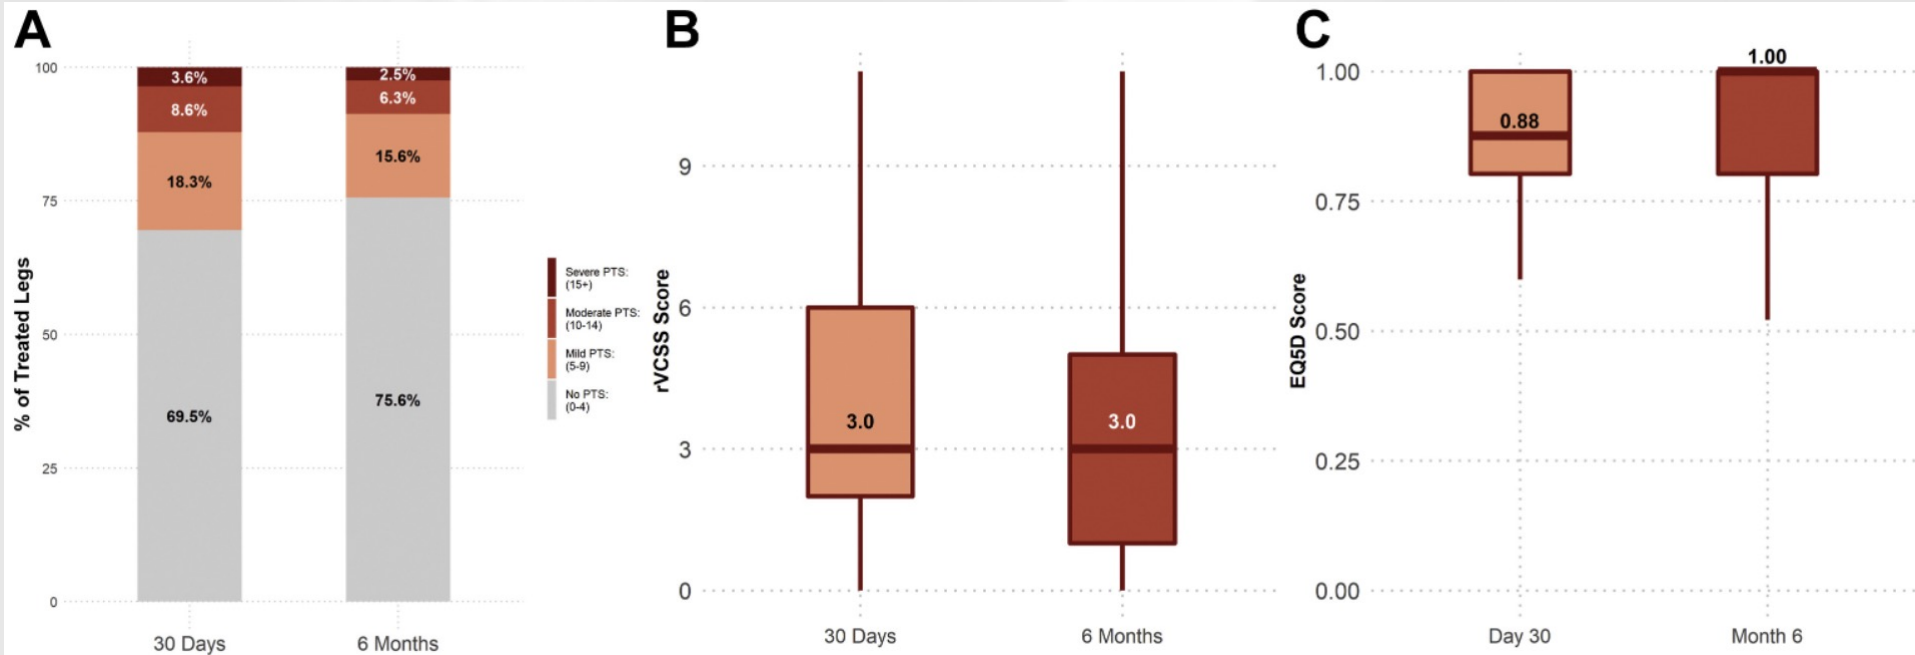 A
100
75
50
25
0
% of Treated Legs
3.6%
8.6%
18.3%
69.5%
2.5%
6.3%
15.6%
75.6%
30 Days
6 Months
Severe PTS:
(15+)
Moderate PTS:
(10-14)
Mild PTS:
(5-9)
No PTS:
(0-4)
B
rVCSS Score
9
6
3
0
3.0
3.0
30 Days
6 Months
C
EQ5D Score
1.00
0.75
0.50
0.25
0.00
0.88
1.00
Day 30
Month 6